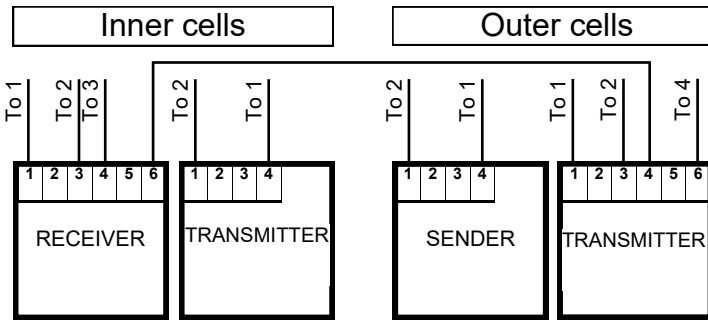 Inner cells
Outer cells
To 1
To 2
To 3
To 2
To 1
To 2
To 1
To 1
To 2
To 4
1 2 3 4 5 6
1 2 3 4
1 2 3 4
1 2 3 4 5 6
RECEIVER
TRANSMITTER
SENDER
TRANSMITTER